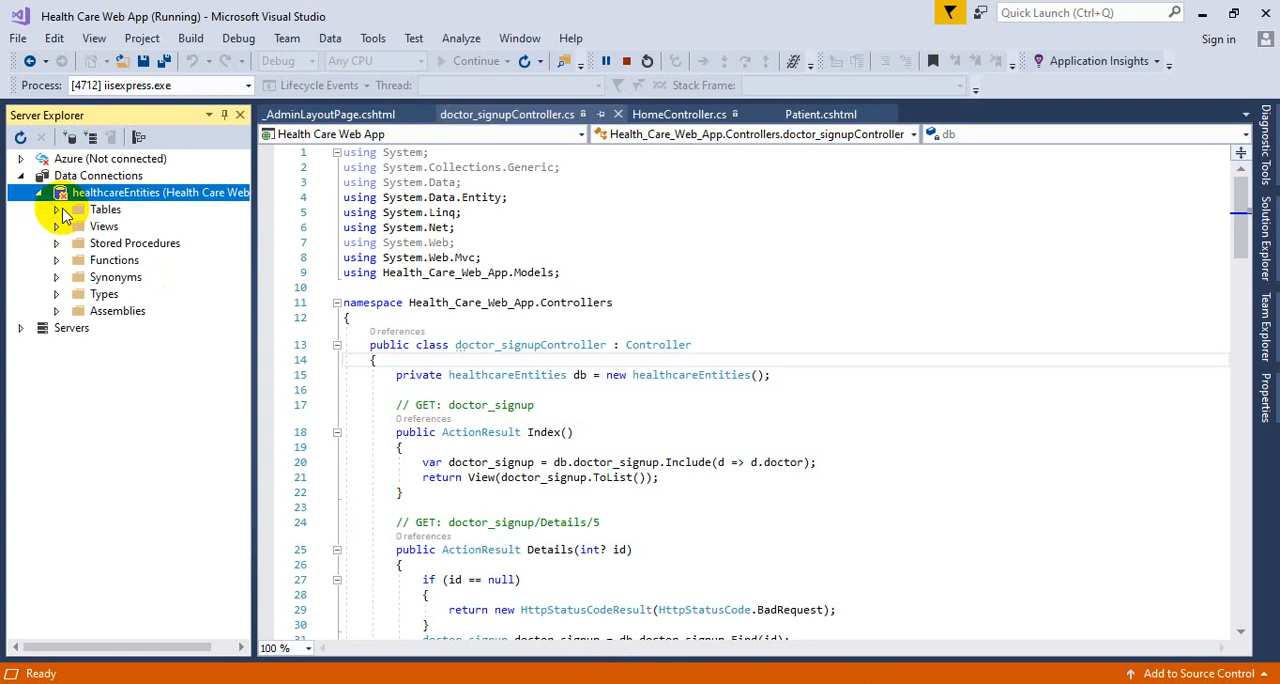 Health Care Web App (Running) - Microsoft Visual Studio
Quick Launch (Ctrl+Q)
File Edit View Project Build Debug Team Data Tools Test Analyze Window Help
Sign in
Debug Any CPU Continue Application Insights
Process: [4712] iisexpress.exe Lifecycle Events Thread: Stack Frame:
Server Explorer
Azure (Not connected)
Data Connections
healthcareEntities (Health Care Web
Tables
Views
Stored Procedures
Functions
Synonyms
Types
Assemblies
Servers
_AdminLayoutPage.cshtml doctor_signupController.cs HomeController.cs Patient.cshtml
Health Care Web App Health_Care_Web_App.Controllers.doctor_signupController db
1 using System;
2 using System.Collections.Generic;
3 using System.Data;
4 using System.Data.Entity;
5 using System.Linq;
6 using System.Net;
7 using System.Web;
8 using System.Web.Mvc;
9 using Health_Care_Web_App.Models;
10
11 namespace Health_Care_Web_App.Controllers
12 {
0 references
13 public class doctor_signupController : Controller
14 {
15 private healthcareEntities db = new healthcareEntities();
16
17 // GET: doctor_signup
0 references
18 public ActionResult Index()
19 {
20 var doctor_signup = db.doctor_signup.Include(d => d.doctor);
21 return View(doctor_signup.ToList());
22 }
23
24 // GET: doctor_signup/Details/5
0 references
25 public ActionResult Details(int? id)
26 {
27 if (id == null)
28 {
29 return new HttpStatusCodeResult(HttpStatusCode.BadRequest);
30 }
31 doctor_signup doctor_signup = db.doctor_signup.Find(id);
100 %
Diagnostic Tools
Solution Explorer
Team Explorer
Properties
Ready
Add to Source Control